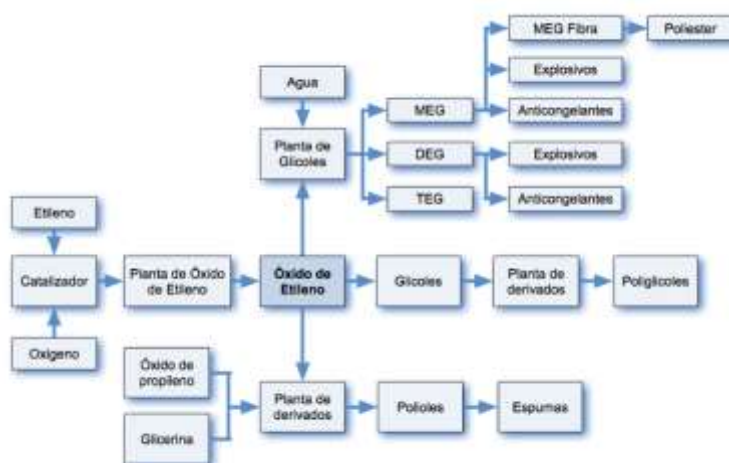 MEG Fibra
Poliester
Agua
Explosivos
MEG
Anticongelantes
Planta de
Glicoles
DEG
Explosivos
TEG
Anticongelantes
Etileno
Catalizador
Planta de Óxido
de Etileno
Óxido de
Etileno
Glicoles
Planta de
derivados
Poliglicoles
Oxígeno
Óxido de
propileno
Planta de
derivados
Polioles
Espumas
Glicerina